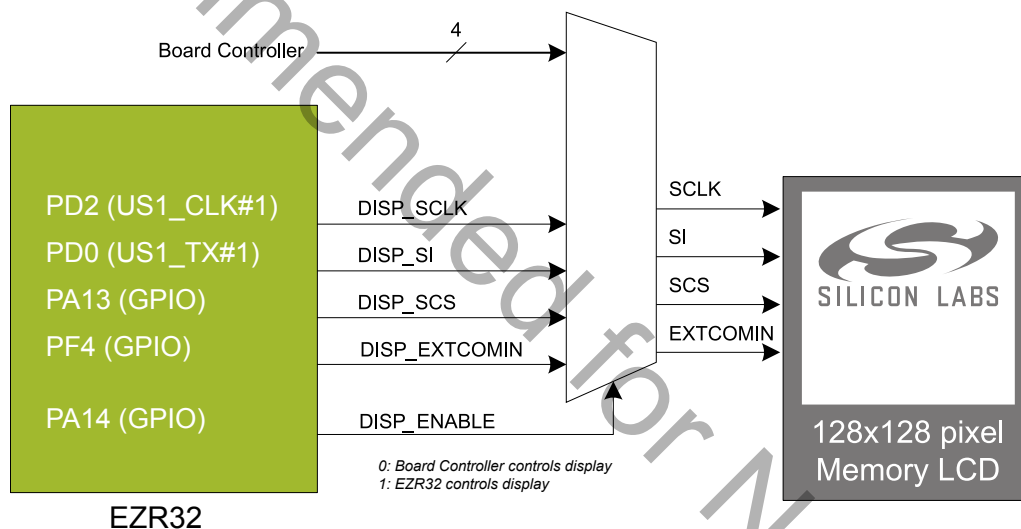 4
Board Controller
PD2 (US1_CLK#1)
PD0 (US1_TX#1)
PA13 (GPIO)
PF4 (GPIO)
PA14 (GPIO)
EZR32
DISP_SCLK
DISP_SI
DISP_SCS
DISP_EXTCOMIN
DISP_ENABLE
0: Board Controller controls display
1: EZR32 controls display
SCLK
SI
SCS
EXTCOMIN
SILICON LABS
128x128 pixel
Memory LCD
mended for N